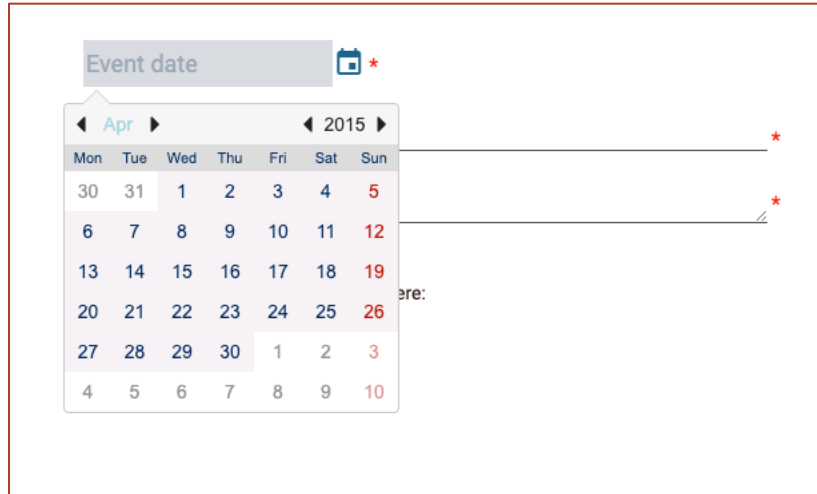 Event date *
Apr 2015
Mon Tue Wed Thu Fri Sat Sun
30 31 1 2 3 4 5
*
6 7 8 9 10 11 12
*
13 14 15 16 17 18 19
ere:
20 21 22 23 24 25 26
27 28 29 30 1 2 3
4 5 6 7 8 9 10